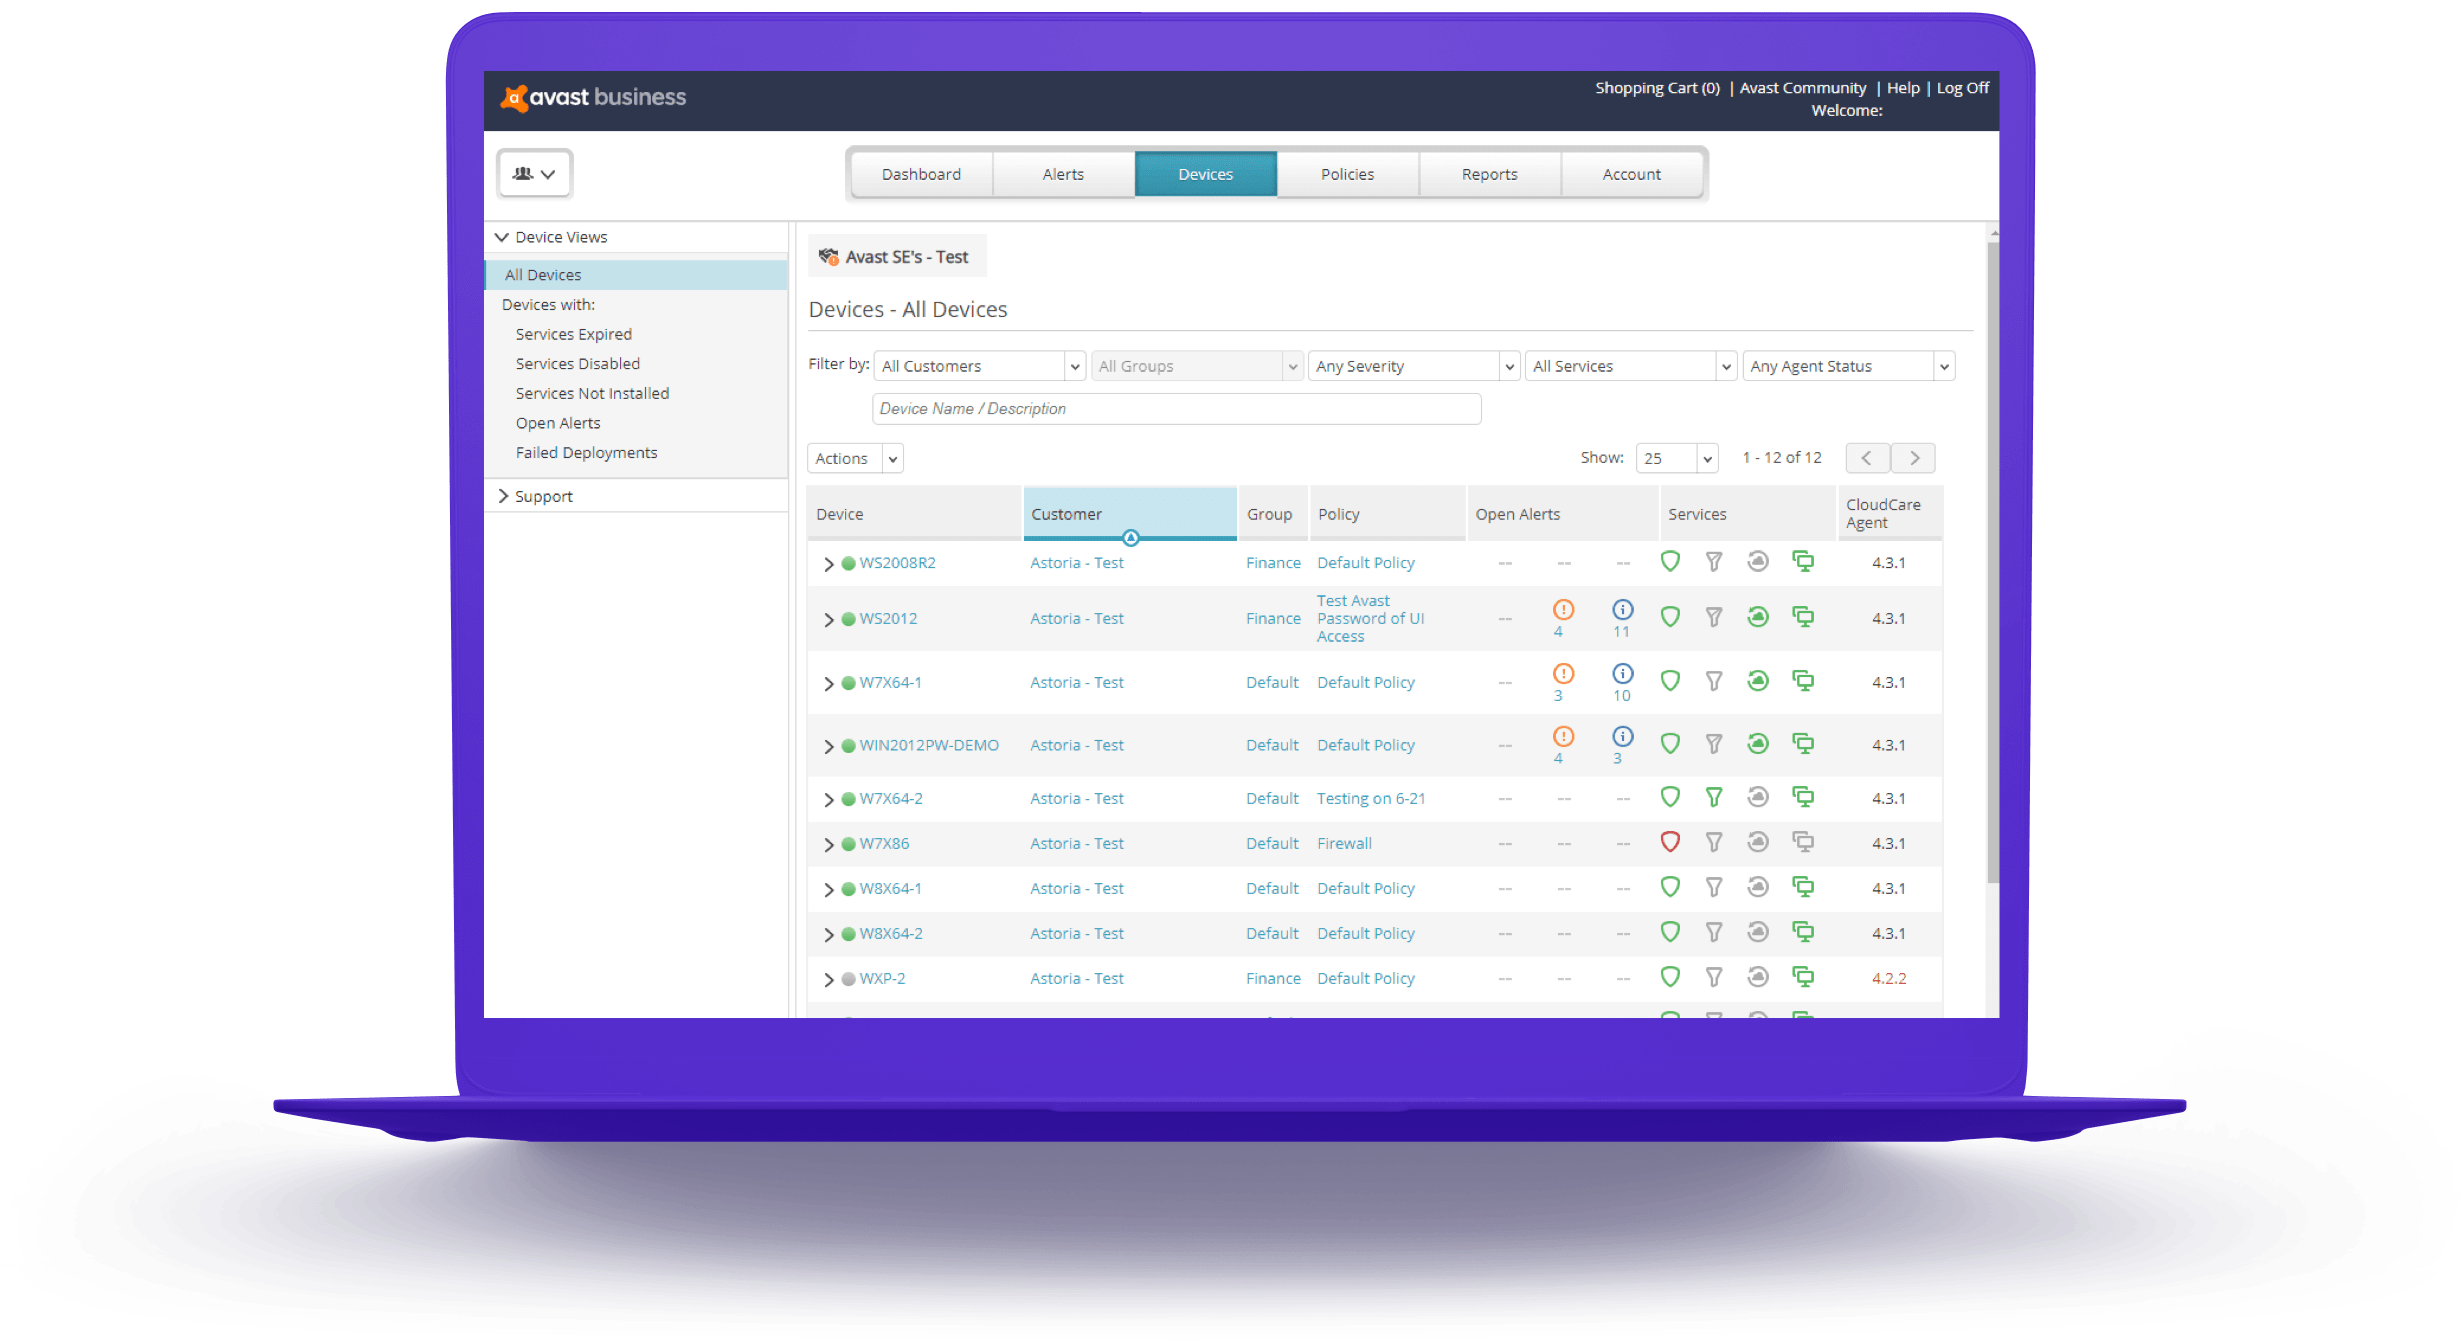 avast business
Shopping Cart (0) | Avast Community | Help | Log Off
Welcome:
Dashboard Alerts Devices Policies Reports Account
Device Views
All Devices
Devices with:
Services Expired
Services Disabled
Services Not Installed
Open Alerts
Failed Deployments
Support
Avast SE's - Test
Devices - All Devices
Filter by: All Customers All Groups Any Severity All Services Any Agent Status
Device Name / Description
Actions Show: 25 1 - 12 of 12
Device Customer Group Policy Open Alerts Services CloudCare Agent
WS2008R2 Astoria - Test Finance Default Policy -- -- -- 4.3.1
WS2012 Astoria - Test Finance Test Avast Password of UI Access -- 4 11 4.3.1
W7X64-1 Astoria - Test Default Default Policy -- 3 10 4.3.1
WIN2012PW-DEMO Astoria - Test Default Default Policy -- 4 3 4.3.1
W7X64-2 Astoria - Test Default Testing on 6-21 -- -- -- 4.3.1
W7X86 Astoria - Test Default Firewall -- -- -- 4.3.1
W8X64-1 Astoria - Test Default Default Policy -- -- -- 4.3.1
W8X64-2 Astoria - Test Default Default Policy -- -- -- 4.3.1
WXP-2 Astoria - Test Finance Default Policy -- -- -- 4.2.2